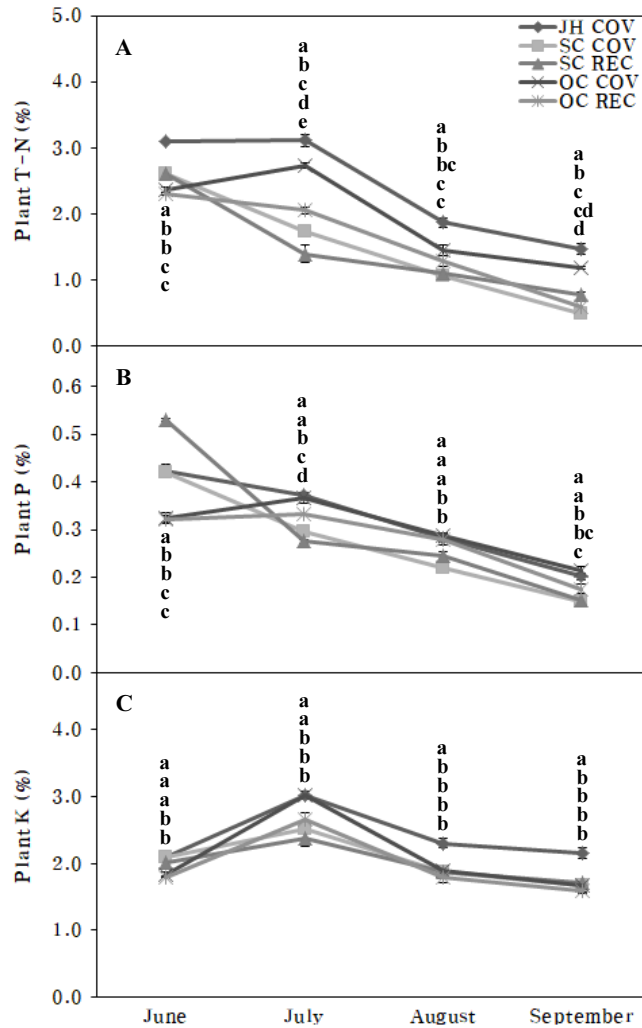 5.0
A
JH COV
SC COV
SC REC
OC COV
OC REC
4.0
3.0
2.0
1.0
0.0
Plant T-N (%)
a
b
b
c
c
a
b
c
d
e
a
b
bc
c
c
a
b
c
cd
d
B
0.6
0.5
0.4
0.3
0.2
0.1
0.0
Plant P (%)
a
b
b
c
c
a
a
b
c
d
a
a
a
b
b
a
a
b
bc
c
C
4.0
3.0
2.0
1.0
0.0
Plant K (%)
a
a
a
b
b
a
a
b
b
b
a
b
b
b
b
a
b
b
b
b
June July August September